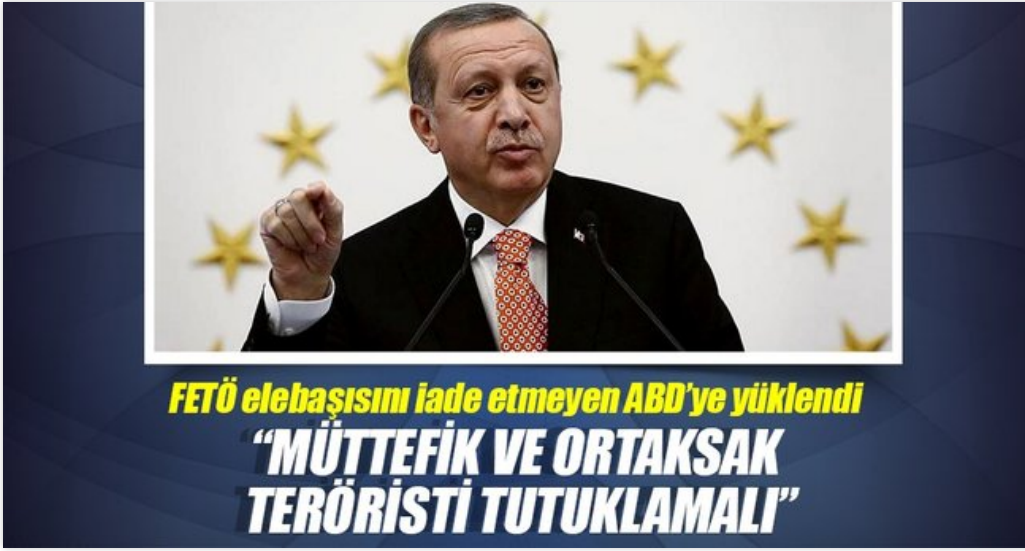 FETÖ elebaşısını iade etmeyen ABD'ye yüklendi
“MÜTTEFİK VE ORTAKSAK
TERÖRİSTİ TUTUKLAMALI”